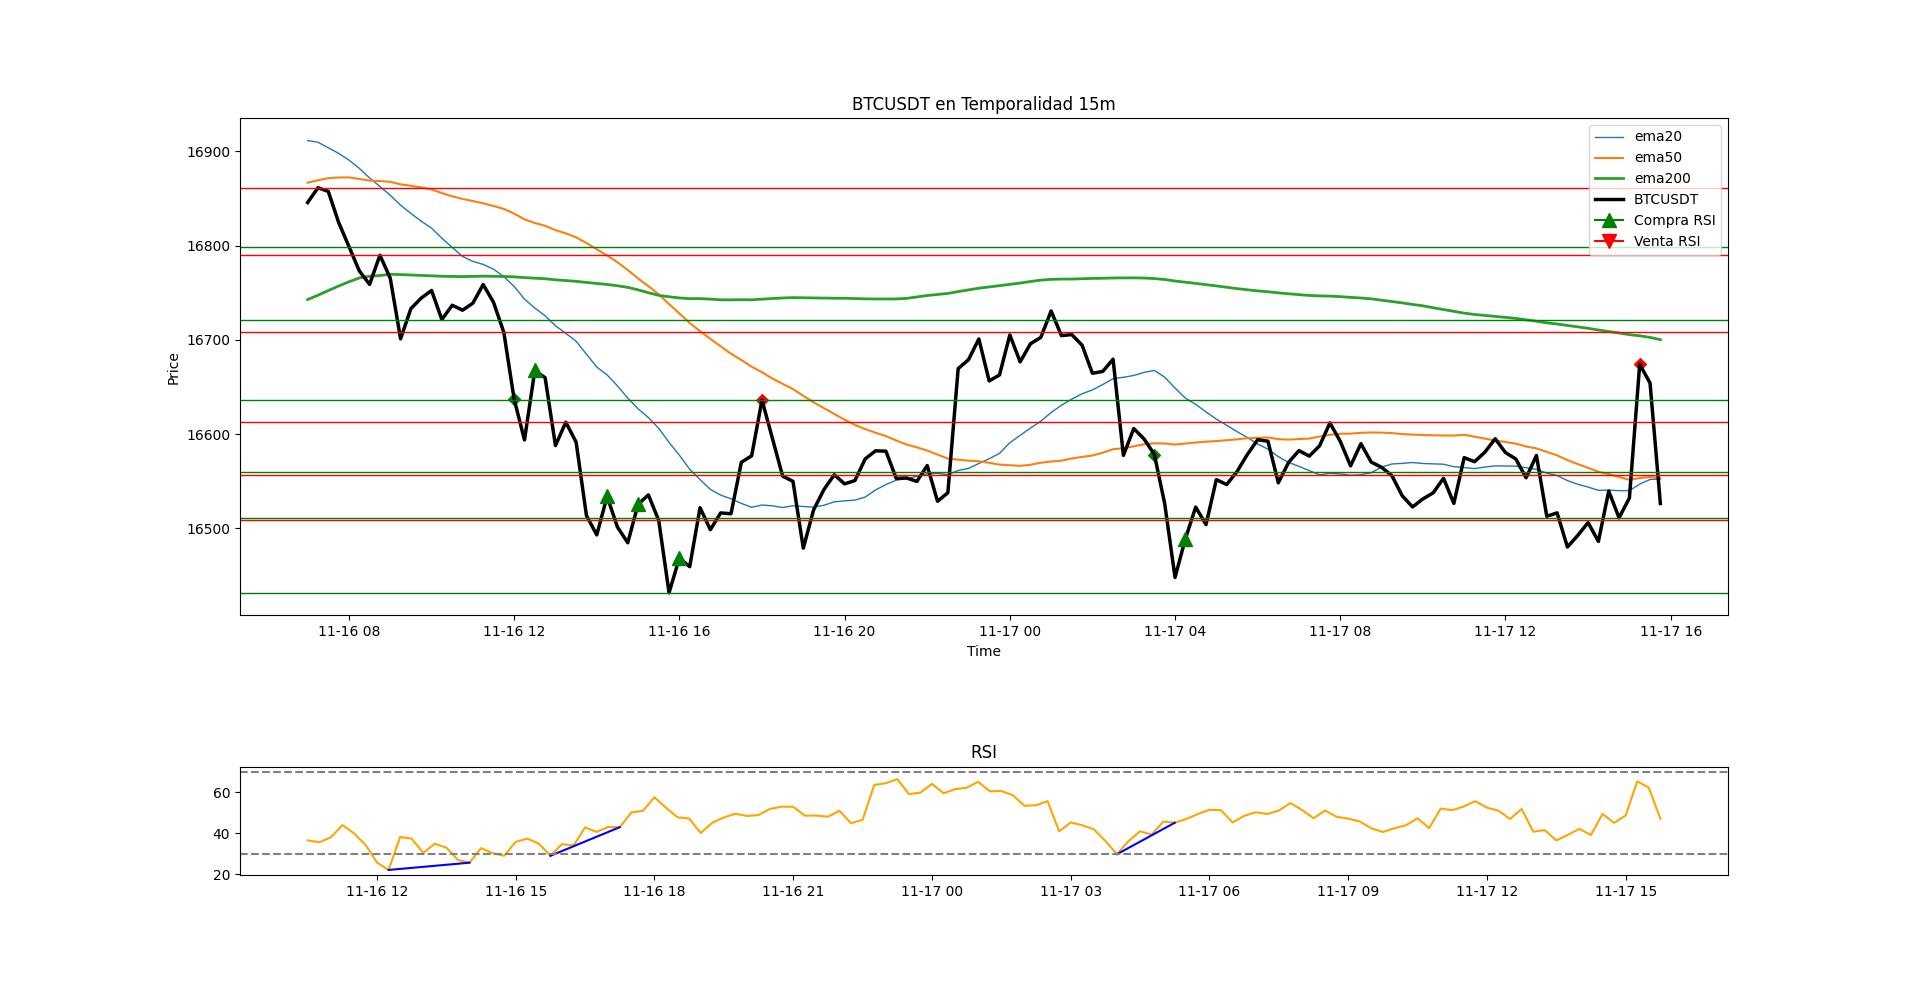 BTCUSDT en Temporalidad 15m
Price
16900
16800
16700
16600
16500
ema20
ema50
ema200
BTCUSDT
Compra RSI
Venta RSI
11-16 08 11-16 12 11-16 16 11-16 20 11-17 00 11-17 04 11-17 08 11-17 12 11-17 16
Time
RSI
60
40
20
11-16 12 11-16 15 11-16 18 11-16 21 11-17 00 11-17 03 11-17 06 11-17 09 11-17 12 11-17 15